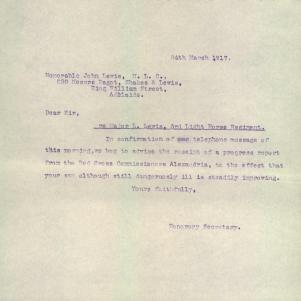 24th March 1917.
Honorable John Lewis, M. L. C.,
C/o Messrs Bagot, Shakes & Lewis,
King William Street,
Adelaide.
Dear Sir,
re Major L. Lewis, 3rd Light Horse Regiment.
In confirmation of our telephone message of
this morning, we beg to advise the receipt of a progress report
from the Red Cross Commissioners Alexandria, to the effect that
your son although still dangerously ill is steadily improving.
Yours faithfully,
Honorary Secretary.